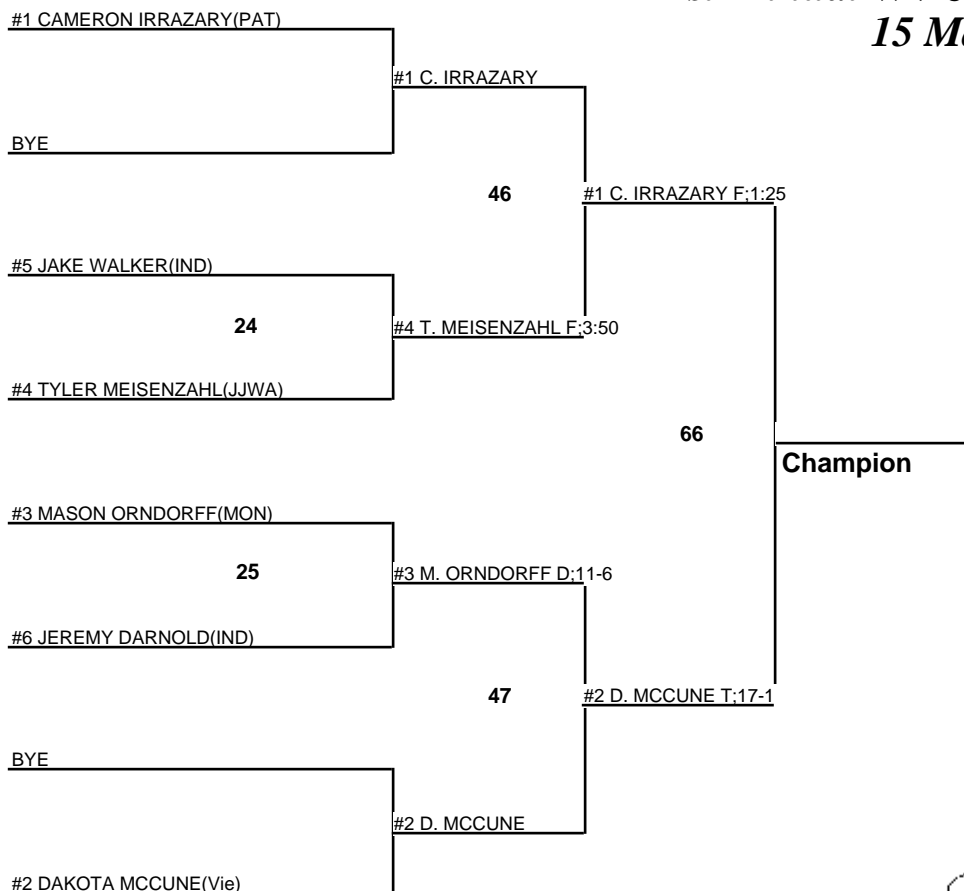 #1 CAMERON IRRAZARY(PAT)
15 M
#1 C. IRRAZARY
BYE
46
#1 C. IRRAZARY F;1:25
#5 JAKE WALKER(IND)
24
#4 T. MEISENZAHL F;3:50
#4 TYLER MEISENZAHL(JJWA)
66
Champion
#3 MASON ORNDORFF(MON)
25
#3 M. ORNDORFF D;11-6
#6 JEREMY DARNOLD(IND)
47
#2 D. MCCUNE T;17-1
BYE
#2 D. MCCUNE
#2 DAKOTA MCCUNE(Vie)